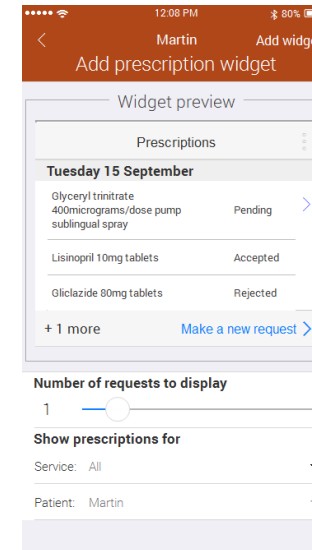 12:08 PM
80%
Martin
Add widg
Add prescription widget
Widget preview
Prescriptions
Tuesday 15 September
Glyceryl trinitrate
400micrograms/dose pump Pending
sublingual spray
Lisinopril 10mg tablets Accepted
Gliclazide 80mg tablets Rejected
+ 1 more Make a new request
Number of requests to display
1
Show prescriptions for
Service: All
Patient: Martin